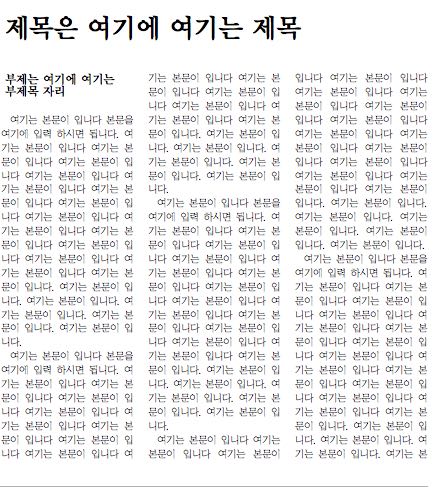 제목은 여기에 여기는 제목
부제는 여기에 여기는
부제목 자리
여기는 본문이 입니다 본문을
여기에 입력 하시면 됩니다. 여
기는 본문이 입니다 여기는 본
문이 입니다 여기는 본문이 입
니다 여기는 본문이 입니다 여
기는 본문이 입니다 여기는 본
문이 입니다 여기는 본문이 입
니다 여기는 본문이 입니다 여
기는 본문이 입니다 여기는 본
문이 입니다 여기는 본문이 입
니다 여기는 본문이 입니다 여
기는 본문이 입니다 여기는 본
문이 입니다. 여기는 본문이 입
니다. 여기는 본문이 입니다. 여
기는 본문이 입니다. 여기는 본
문이 입니다. 여기는 본문이 입
니다.
여기는 본문이 입니다 본문을
여기에 입력 하시면 됩니다. 여
기는 본문이 입니다 여기는 본
문이 입니다 여기는 본문이 입
니다 여기는 본문이 입니다 여
기는 본문이 입니다 여기는 본
문이 입니다 여기는 본문이 입
니다 여기는 본문이 입니다 여
기는 본문이 입니다 여기는 본
문이 입니다 여기는 본문이 입
니다 여기는 본문이 입니다 여
기는 본문이 입니다 여기는 본
문이 입니다. 여기는 본문이 입
니다. 여기는 본문이 입니다. 여
기는 본문이 입니다. 여기는 본
문이 입니다. 여기는 본문이 입
니다.
여기는 본문이 입니다 본문을
여기에 입력 하시면 됩니다. 여
기는 본문이 입니다 여기는 본
문이 입니다 여기는 본문이 입
니다 여기는 본문이 입니다 여
기는 본문이 입니다 여기는 본
문이 입니다 여기는 본문이 입
니다 여기는 본문이 입니다 여
기는 본문이 입니다 여기는 본
문이 입니다 여기는 본문이 입
니다 여기는 본문이 입니다 여
기는 본문이 입니다 여기는 본
문이 입니다. 여기는 본문이 입
니다. 여기는 본문이 입니다. 여
기는 본문이 입니다. 여기는 본
문이 입니다. 여기는 본문이 입
니다.
여기는 본문이 입니다 여기는
본문이 입니다 여기는 본문이
입니다 여기는 본문이 입니다
여기는 본문이 입니다 여기는
본문이 입니다 여기는 본문이
입니다 여기는 본문이 입니다
여기는 본문이 입니다 여기는
본문이 입니다 여기는 본문이
입니다 여기는 본문이 입니다
여기는 본문이 입니다 여기는
본문이 입니다 여기는 본문이
입니다. 여기는 본문이 입니다.
여기는 본문이 입니다. 여기는
본문이 입니다. 여기는 본문이
입니다. 여기는 본문이 입니다.
여기는 본문이 입니다 본문을
여기에 입력 하시면 됩니다. 여
기는 본문이 입니다 여기는 본
문이 입니다 여기는 본문이 입
니다 여기는 본문이 입니다 여
기는 본문이 입니다 여기는 본
문이 입니다 여기는 본문이 입
니다 여기는 본문이 입니다 여
기는 본문이 입니다 여기는 본
문이 입니다 여기는 본문이 입
니다 여기는 본문이 입니다 여
기는 본문이 입니다 여기는 본
문이 입니다. 여기는 본문이 입
니다. 여기는 본문이 입니다. 여
기는 본문이 입니다. 여기는 본